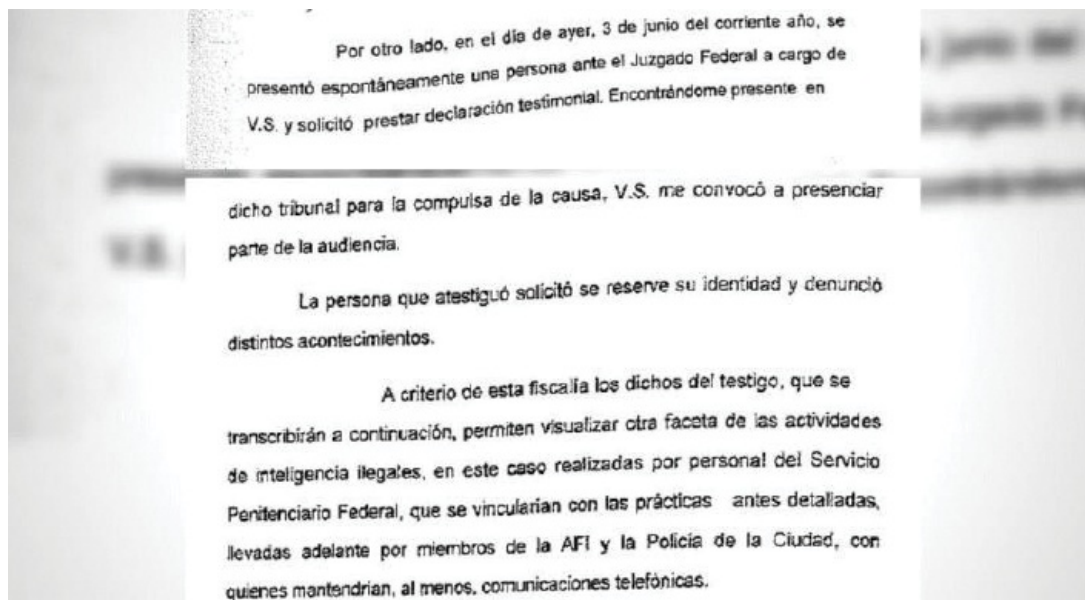 Por otro lado, en el día de ayer, 3 de junio del corriente año, se
presentó espontáneamente una persona ante el Juzgado Federal a cargo de
V.S. y solicitó prestar declaración testimonial. Encontrándome presente en
dicho tribunal para la compulsa de la causa, V.S. me convocó a presenciar
parte de la audiencia.
La persona que atestiguó solicitó se reserve su identidad y denunció
distintos acontecimientos.
A criterio de esta fiscalía los dichos del testigo, que se
transcribirán a continuación, permiten visualizar otra faceta de las actividades
de inteligencia ilegales, en este caso realizadas por personal del Servicio
Penitenciario Federal, que se vincularían con las prácticas antes detalladas,
llevadas adelante por miembros de la AFI y la Policía de la Ciudad, con
quienes mantendrían, al menos, comunicaciones telefónicas.